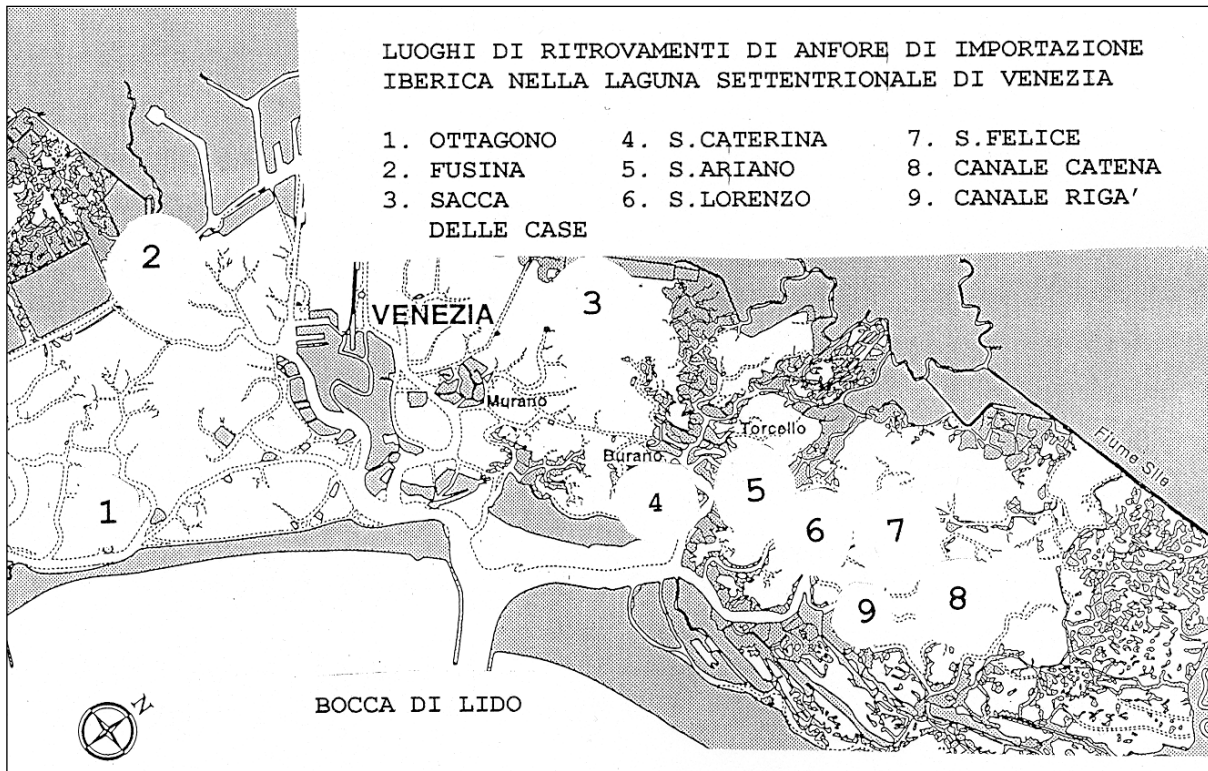 LUOGHI DI RITROVAMENTI DI ANFORE DI IMPORTAZIONE
IBERICA NELLA LAGUNA SETTENTRIONALE DI VENEZIA
1. OTTAGONO
2. FUSINA
3. SACCA
DELLE CASE
4. S.CATERINA
5. S.ARIANO
6. S.LORENZO
7. S.FELICE
8. CANALE CATENA
9. CANALE RIGA'
2
3
VENEZIA
Murano
Torcello
Burano
Fiume Sile
1
4
5
6
7
9
8
BOCCA DI LIDO
N